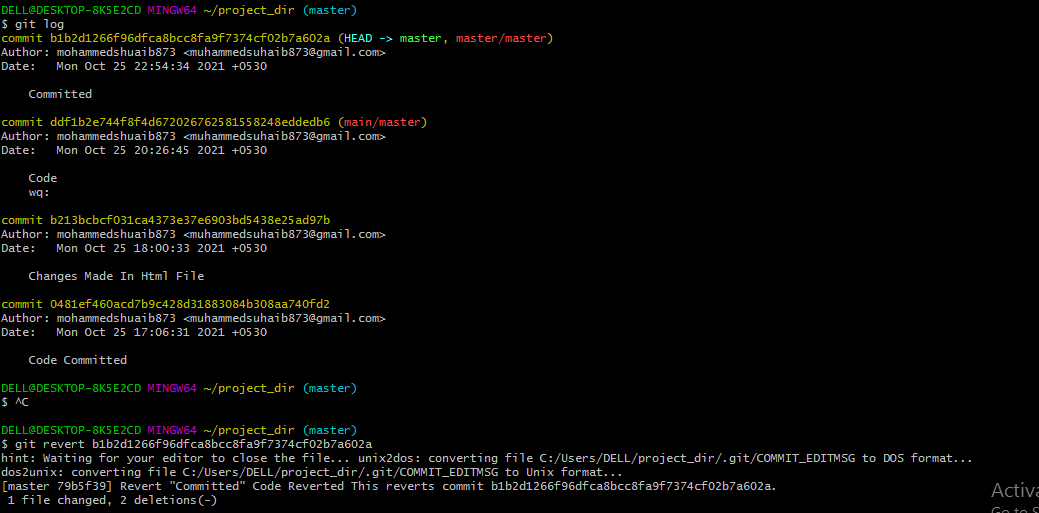 DELL@DESKTOP-8K5E2CD MINGW64 ~/project_dir (master)
$ git log
commit b1b2d1266f96dfca8bcc8fa9f7374cf02b7a602a (HEAD -> master, master/master)
Author: mohammedshuaib873 <muhammedsuhaib873@gmail.com>
Date:   Mon Oct 25 22:54:34 2021 +0530
    Committed
commit ddf1b2e744f8f4d672026762581558248eddedb6 (main/master)
Author: mohammedshuaib873 <muhammedsuhaib873@gmail.com>
Date:   Mon Oct 25 20:26:45 2021 +0530
    Code
    wq:
commit b213bcbcf031ca4373e37e6903bd5438e25ad97b
Author: mohammedshuaib873 <muhammedsuhaib873@gmail.com>
Date:   Mon Oct 25 18:00:33 2021 +0530
    Changes Made In Html File
commit 0481ef460acd7b9c428d31883084b308aa740fd2
Author: mohammedshuaib873 <muhammedsuhaib873@gmail.com>
Date:   Mon Oct 25 17:06:31 2021 +0530
    Code Committed
DELL@DESKTOP-8K5E2CD MINGW64 ~/project_dir (master)
$ ^C
DELL@DESKTOP-8K5E2CD MINGW64 ~/project_dir (master)
$ git revert b1b2d1266f96dfca8bcc8fa9f7374cf02b7a602a
hint: Waiting for your editor to close the file... unix2dos: converting file C:/Users/DELL/project_dir/.git/COMMIT_EDITMSG to DOS format...
dos2unix: converting file C:/Users/DELL/project_dir/.git/COMMIT_EDITMSG to Unix format...
[master 79b5f39] Revert "Committed" Code Reverted This reverts commit b1b2d1266f96dfca8bcc8fa9f7374cf02b7a602a.
 1 file changed, 2 deletions(-)
Activa